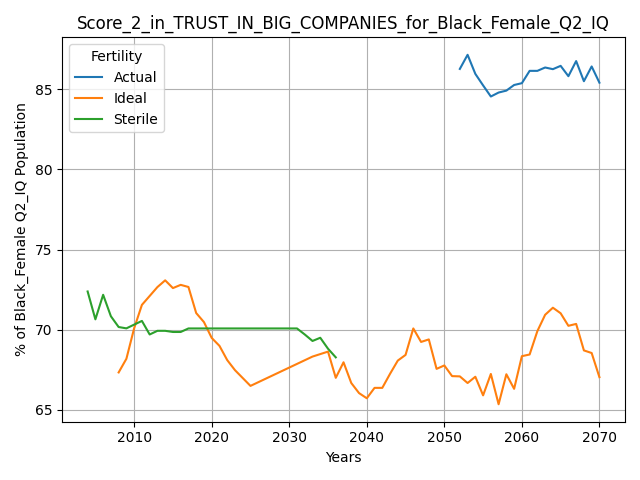 Score_2_in_TRUST_IN_BIG_COMPANIES_for_Black_Female_Q2_IQ
Fertility
Actual
Ideal
Sterile
% of Black_Female Q2_IQ Population
85
80
75
70
65
2010
2020
2030
2040
2050
2060
2070
Years